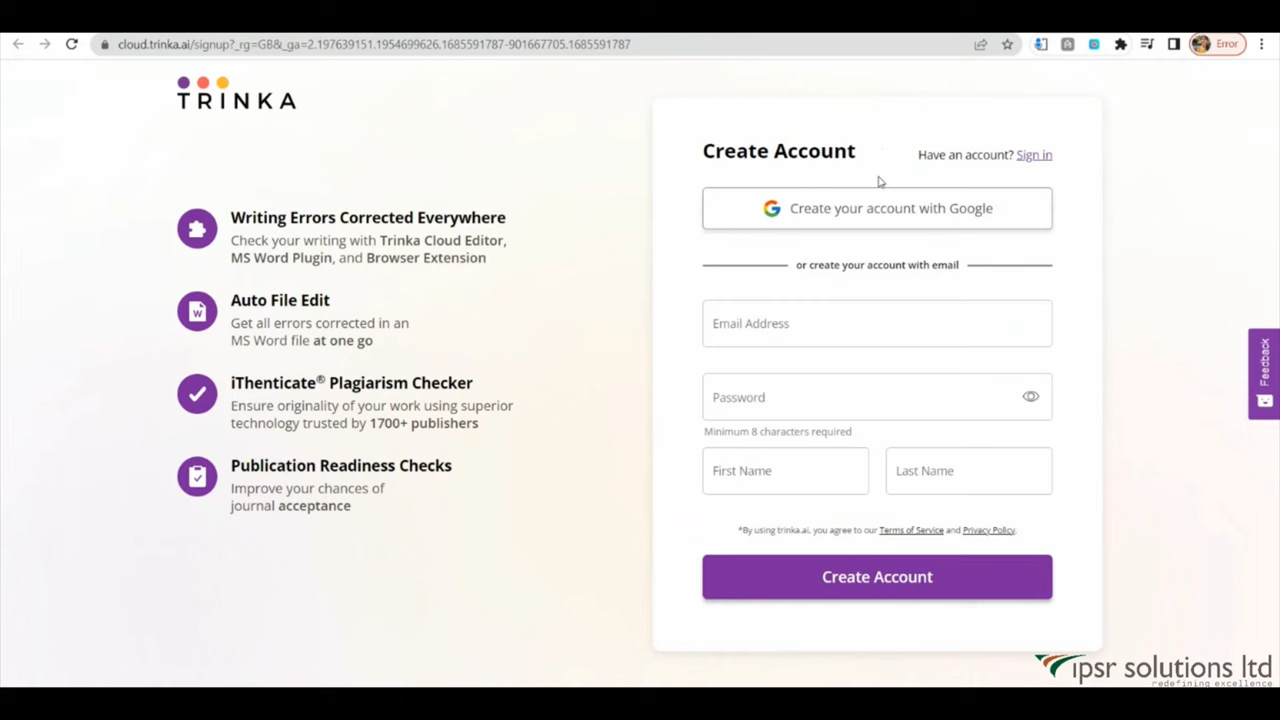 cloud.trinka.ai/signup?_rg=GB&_ga=2.197639151.1954699626.1685591787-901667705.1685591787
Error
TRINKA
Writing Errors Corrected Everywhere
Check your writing with Trinka Cloud Editor,
MS Word Plugin, and Browser Extension
Auto File Edit
Get all errors corrected in an
MS Word file at one go
iThenticate® Plagiarism Checker
Ensure originality of your work using superior
technology trusted by 1700+ publishers
Publication Readiness Checks
Improve your chances of
journal acceptance
Create Account
Have an account? Sign in
Create your account with Google
or create your account with email
Email Address
Password
Minimum 8 characters required
First Name
Last Name
*By using trinka.ai, you agree to our Terms of Service and Privacy Policy.
Create Account
Feedback
ipsr solutions ltd
redefining excellence